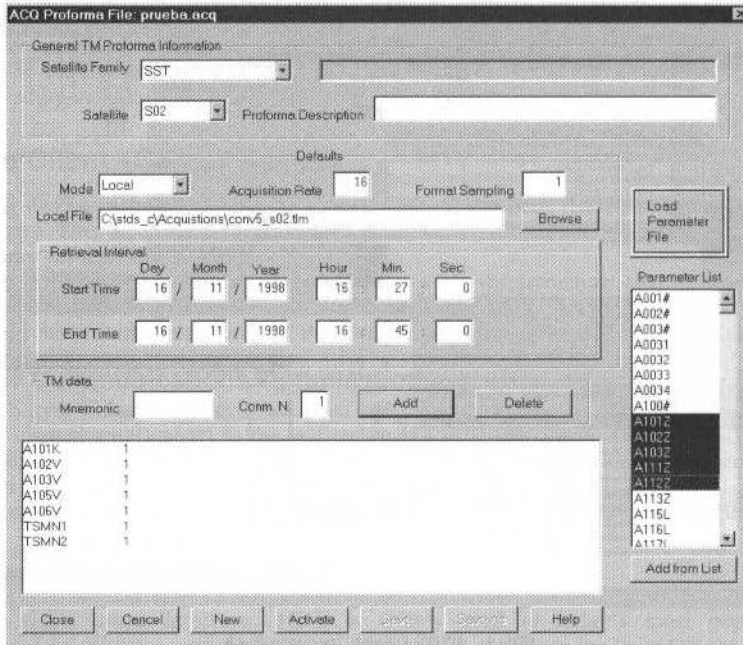 ACQ Proforma File: prueba.acq
General TM Proforma Information
Satellite Family SST
Satellite S02 Proforma Description
Defaults
Mode Local Acquisition Rate 16 Format Sampling 1
Local File C:\stds_c\Acquistions\conv5_s02.tlm Browse
Load
Parameter
File
Retrieval Interval
Day Month Year Hour Min. Sec.
Start Time 16 / 11 / 1998 16 : 27 : 0
End Time 16 / 11 / 1998 16 : 45 : 0
TM data
Mnemonic Conm. N. 1 Add Delete
A101K 1
A102V 1
A103V 1
A105V 1
A106V 1
TSMN1 1
TSMN2 1
Parameter List
A001#
A002#
A003#
A0031
A0032
A0033
A0034
A100#
A101Z
A102Z
A103Z
A111Z
A112Z
A113Z
A115L
A116L
A117L
Add from List
Close Cancel New Activate Save Save As Help